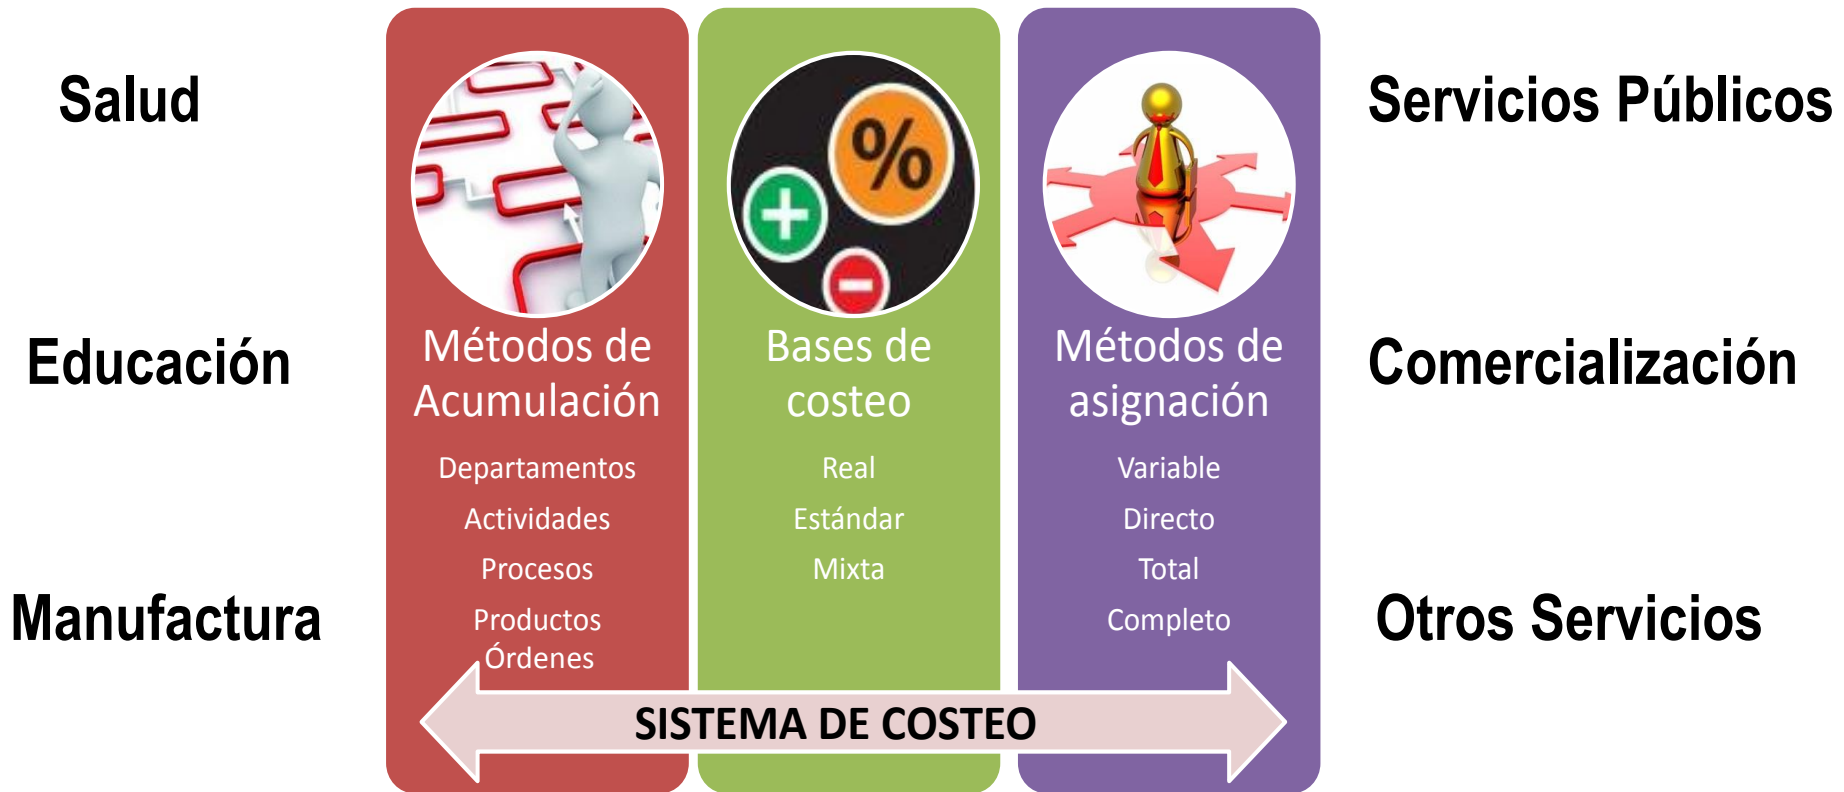 Salud
Educación
Manufactura
Métodos de
Acumulación
Departamentos
Actividades
Procesos
Productos
Órdenes
%
Bases de
costeo
Real
Estándar
Mixta
Métodos de
asignación
Variable
Directo
Total
Completo
SISTEMA DE COSTEO
Servicios Públicos
Comercialización
Otros Servicios